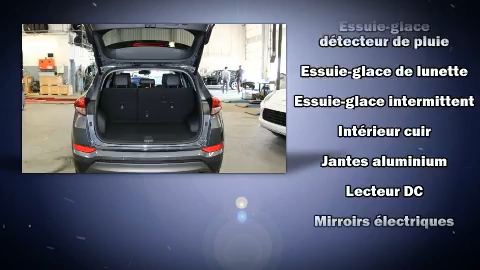 Essuie-glace
détecteur de pluie
Essuie-glace de lunette
Essuie-glace intermittent
Intérieur cuir
Jantes aluminium
Lecteur DC
Mirroirs électriques